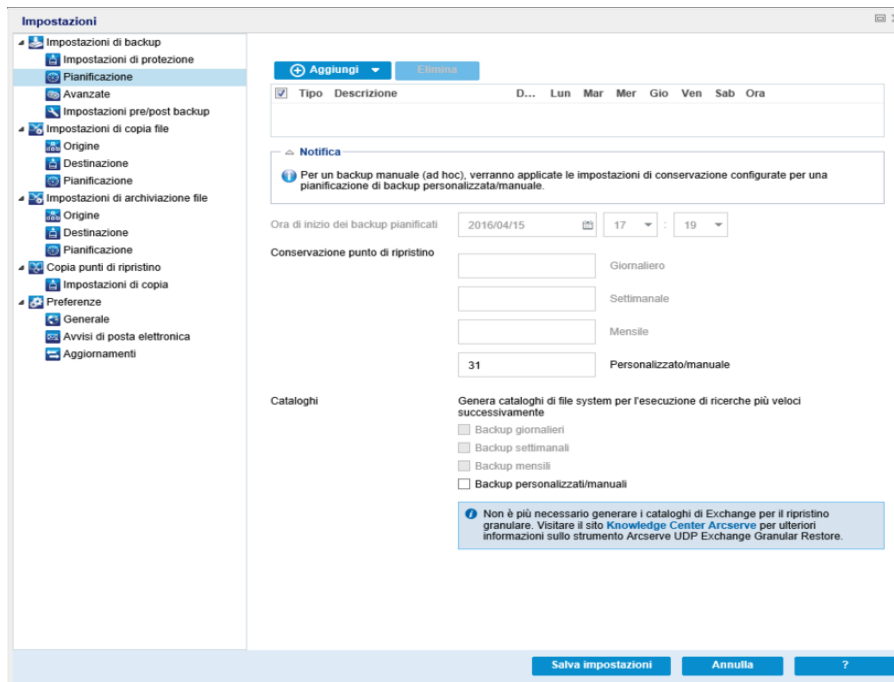 Impostazioni
Impostazioni di backup
Impostazioni di protezione
Pianificazione
Avanzate
Impostazioni pre/post backup
Impostazioni di copia file
Origine
Destinazione
Pianificazione
Impostazioni di archiviazione file
Origine
Destinazione
Pianificazione
Copia punti di ripristino
Impostazioni di copia
Preferenze
Generale
Avvisi di posta elettronica
Aggiornamenti
Aggiungi Elimina
Tipo Descrizione D... Lun Mar Mer Gio Ven Sab Ora
Notifica
Per un backup manuale (ad hoc), verranno applicate le impostazioni di conservazione configurate per una
pianificazione di backup personalizzata/manuale.
Ora di inizio dei backup pianificati 2016/04/15 17 : 19
Conservazione punto di ripristino
Giornaliero
Settimanale
Mensile
31 Personalizzato/manuale
Cataloghi Genera cataloghi di file system per l'esecuzione di ricerche più veloci
successivamente
Backup giornalieri
Backup settimanali
Backup mensili
Backup personalizzati/manuali
Non è più necessario generare i cataloghi di Exchange per il ripristino
granulare. Visitare il sito Knowledge Center Arcserve per ulteriori
informazioni sullo strumento Arcserve UDP Exchange Granular Restore.
Salva impostazioni Annulla ?